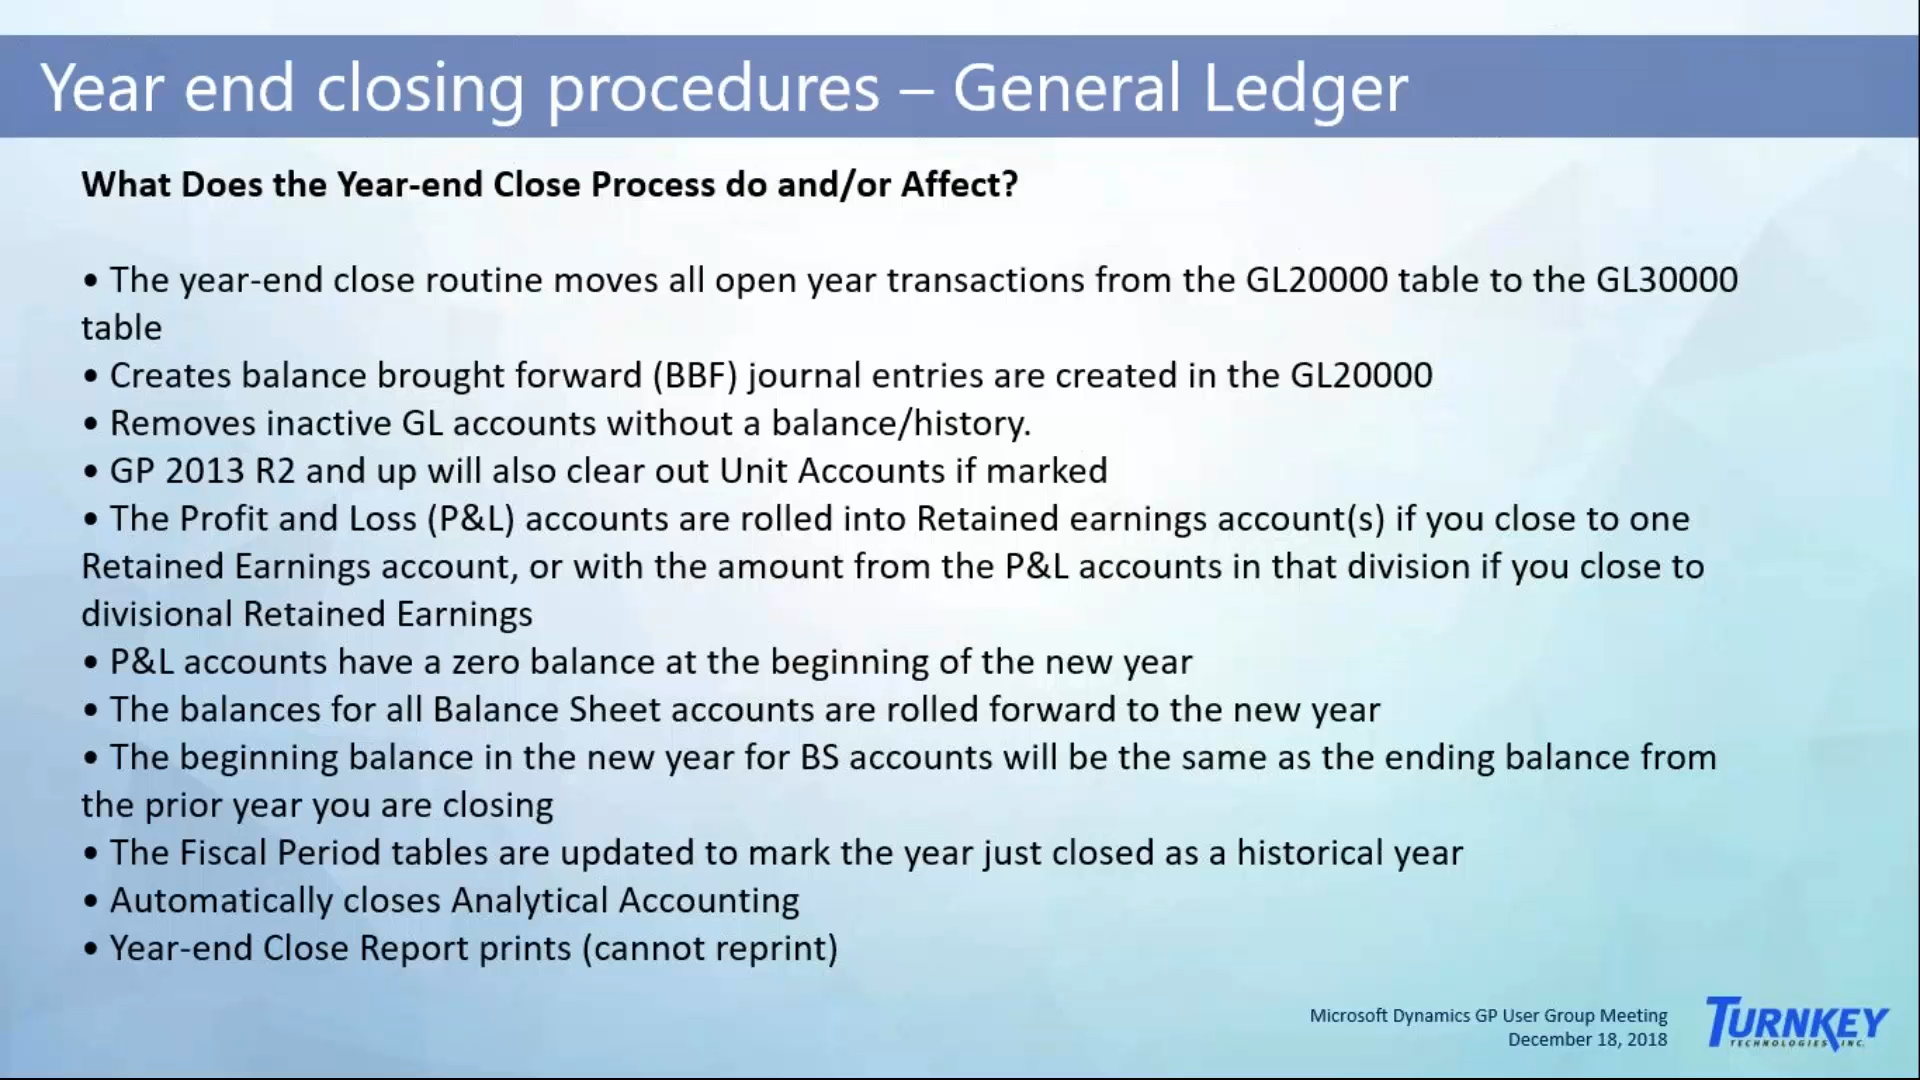 Year end closing procedures – General Ledger
What Does the Year-end Close Process do and/or Affect?
• The year-end close routine moves all open year transactions from the GL20000 table to the GL30000
table
• Creates balance brought forward (BBF) journal entries are created in the GL20000
• Removes inactive GL accounts without a balance/history.
• GP 2013 R2 and up will also clear out Unit Accounts if marked
• The Profit and Loss (P&L) accounts are rolled into Retained earnings account(s) if you close to one
Retained Earnings account, or with the amount from the P&L accounts in that division if you close to
divisional Retained Earnings
• P&L accounts have a zero balance at the beginning of the new year
• The balances for all Balance Sheet accounts are rolled forward to the new year
• The beginning balance in the new year for BS accounts will be the same as the ending balance from
the prior year you are closing
• The Fiscal Period tables are updated to mark the year just closed as a historical year
• Automatically closes Analytical Accounting
• Year-end Close Report prints (cannot reprint)
Microsoft Dynamics GP User Group Meeting
December 18, 2018
TURNKEY
TECHNOLOGIES, INC.